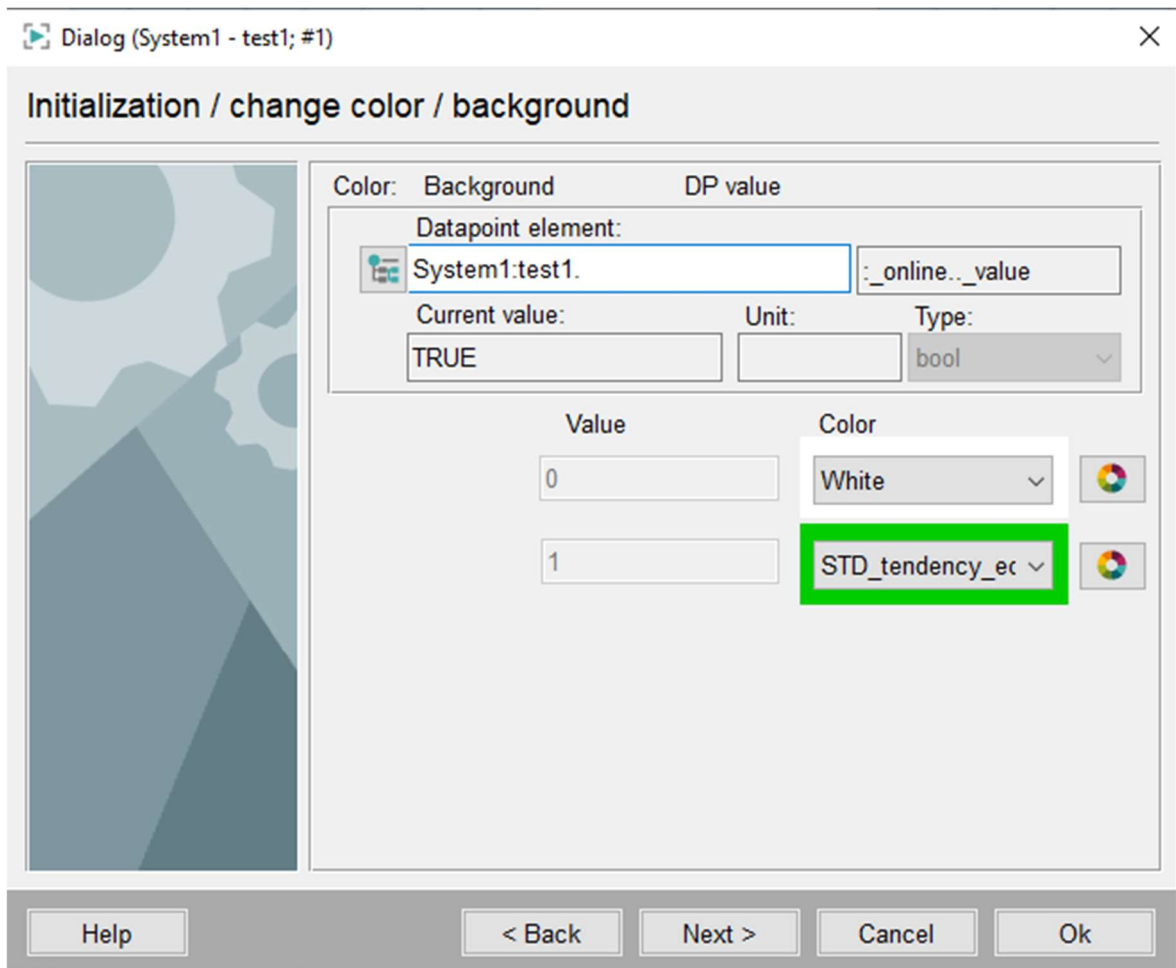 Dialog (System1 - test1; #1)
Initialization / change color / background
Color: Background DP value
Datapoint element:
System1:test1. :_online.._value
Current value: Unit: Type:
TRUE bool
Value Color
0 White
1 STD_tendency_ec
Help < Back Next > Cancel Ok